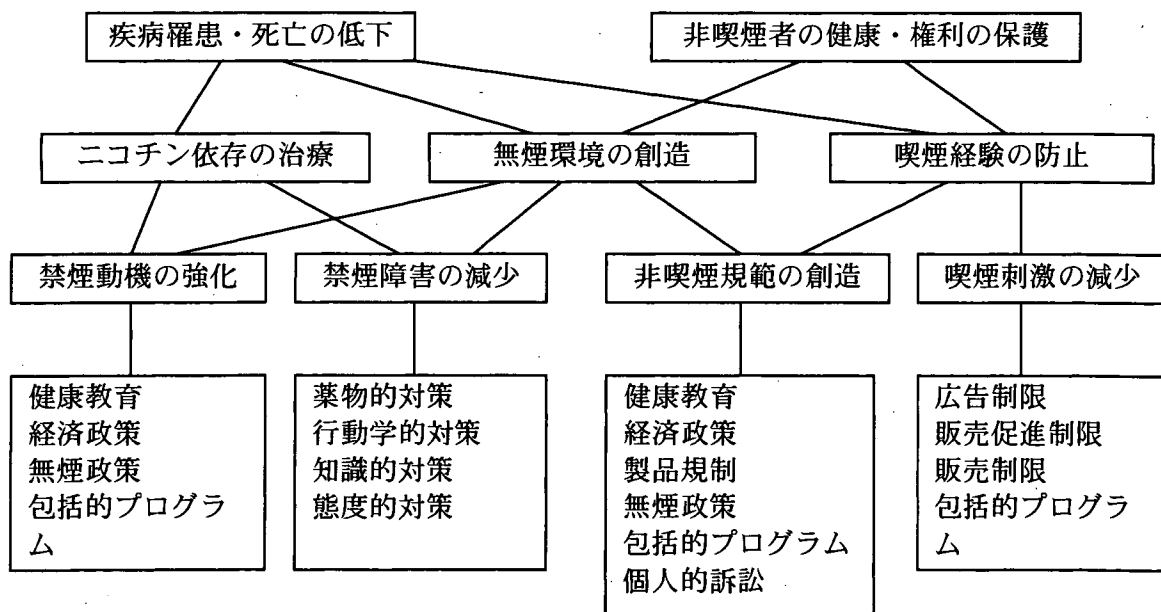 疾病罹患・死亡の低下
非喫煙者の健康・権利の保護
ニコチン依存の治療
無煙環境の創造
喫煙経験の防止
禁煙動機の強化
禁煙障害の減少
非喫煙規範の創造
喫煙刺激の減少
健康教育
経済政策
無煙政策
包括的プログラ
ム
薬物的対策
行動学的対策
知識的対策
態度的対策
健康教育
経済政策
製品規制
無煙政策
包括的プログラム
個人的訴訟
広告制限
販売促進制限
販売制限
包括的プログラ
ム